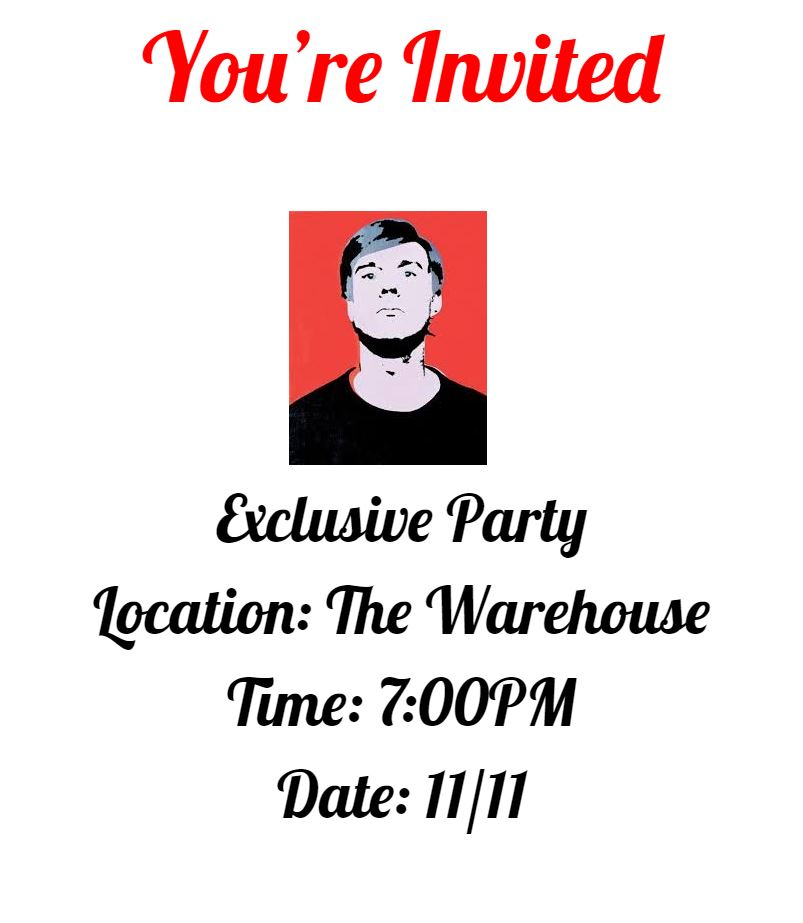 You're Invited
Exclusive Party
Location: The Warehouse
Time: 7:00PM
Date: 11/11